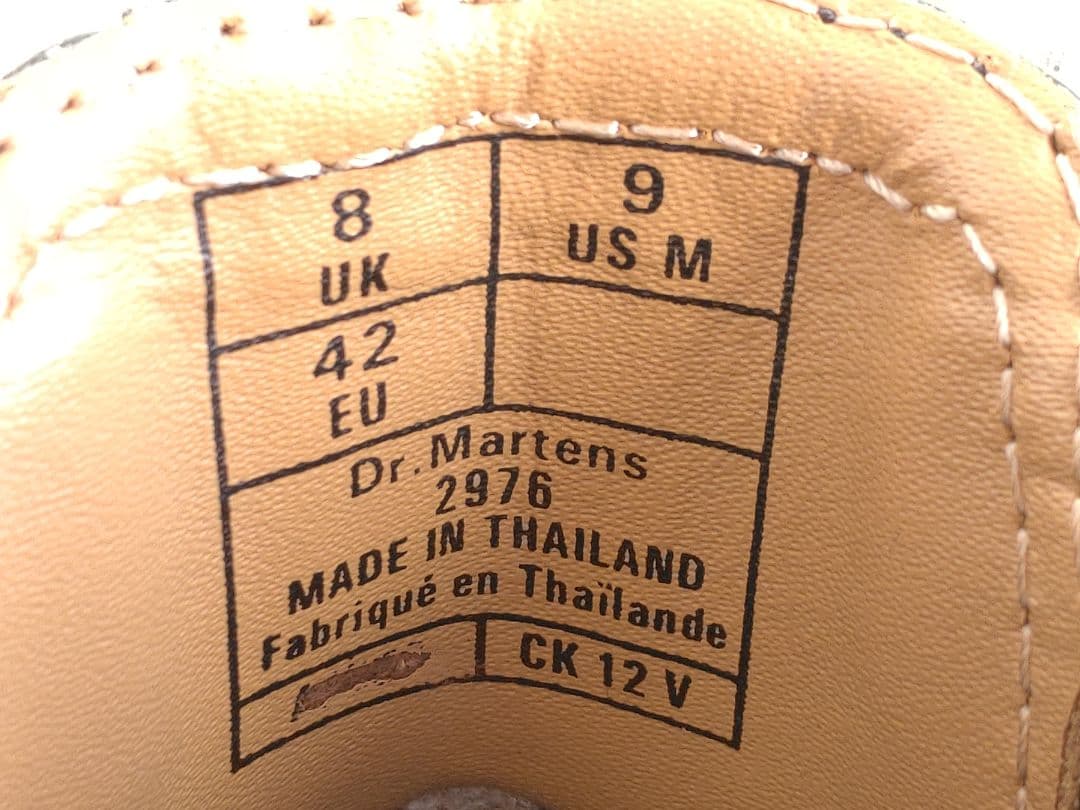 8
UK
9
US M
42
EU
Dr.Martens
2976
MADE IN THAILAND
Fabriqué en Thaïlande
CK 12 V